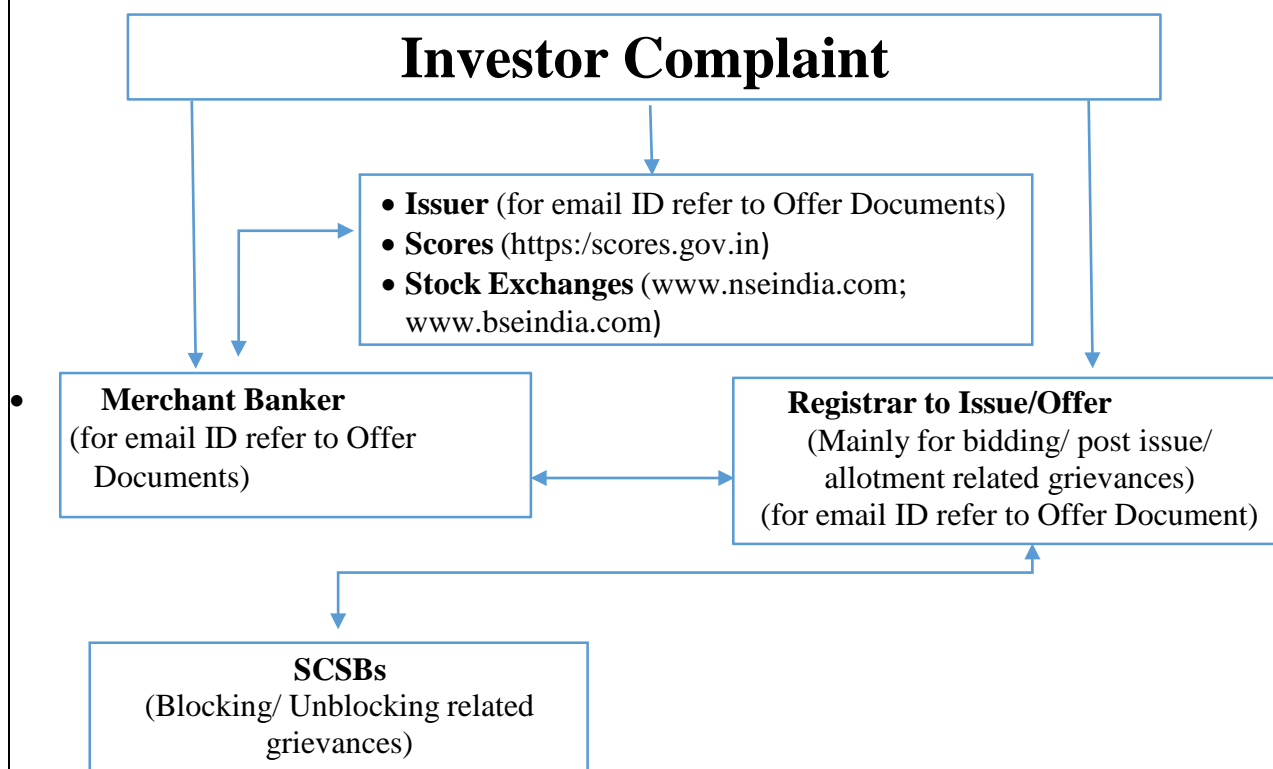 Investor Complaint
• Issuer (for email ID refer to Offer Documents)
• Scores (https:/scores.gov.in)
• Stock Exchanges (www.nseindia.com;
www.bseindia.com)
• Merchant Banker
(for email ID refer to Offer
Documents)
Registrar to Issue/Offer
(Mainly for bidding/ post issue/
allotment related grievances)
(for email ID refer to Offer Document)
SCSBs
(Blocking/ Unblocking related
grievances)